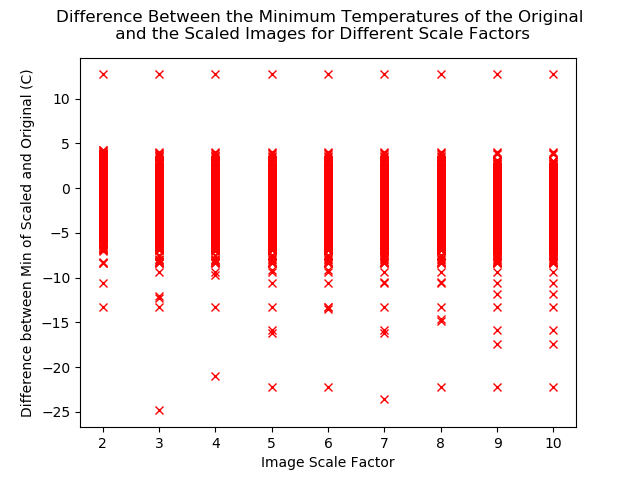 Difference Between the Minimum Temperatures of the Original
and the Scaled Images for Different Scale Factors
Difference between Min of Scaled and Original (C)
10
5
0
−5
−10
−15
−20
−25
2 3 4 5 6 7 8 9 10
Image Scale Factor